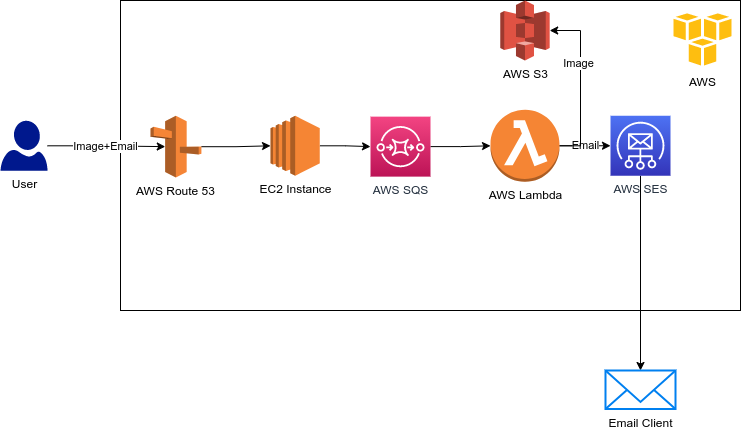 AWS S3
Image
AWS
User
Image+Email
AWS Route 53
EC2 Instance
AWS SQS
AWS Lambda
Email
AWS SES
Email Client